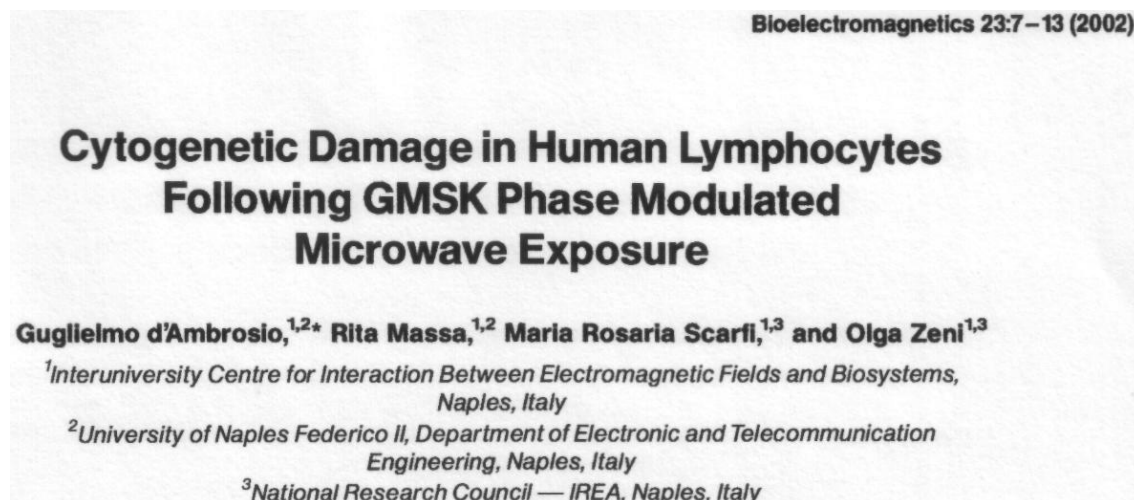 Bioelectromagnetics 23:7–13 (2002)
Cytogenetic Damage in Human Lymphocytes
Following GMSK Phase Modulated
Microwave Exposure
Guglielmo d'Ambrosio,1,2* Rita Massa,1,2 Maria Rosaria Scarfi,1,3 and Olga Zeni1,3
1Interuniversity Centre for Interaction Between Electromagnetic Fields and Biosystems,
Naples, Italy
2University of Naples Federico II, Department of Electronic and Telecommunication
Engineering, Naples, Italy
3National Research Council — IREA, Naples, Italy